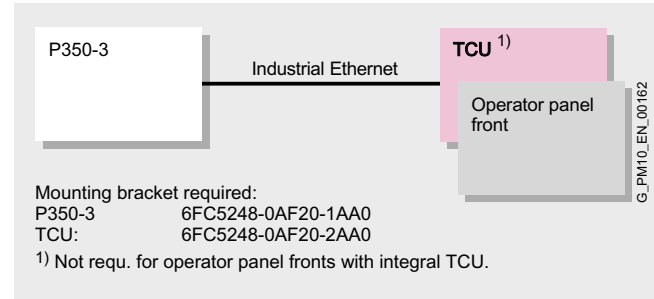 P350-3
Industrial Ethernet
TCU 1)
Operator panel
front
G_PM10_EN_00162
Mounting bracket required:
P350-3 6FC5248-0AF20-1AA0
TCU: 6FC5248-0AF20-2AA0
1) Not requ. for operator panel fronts with integral TCU.